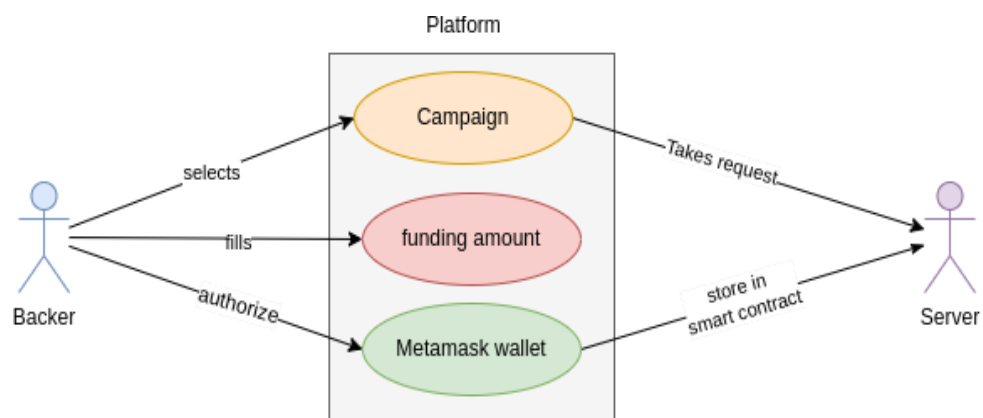 Platform
Campaign
Takes request
selects
funding amount
fills
authorize
store in
smart contract
Metamask wallet
Backer
Server